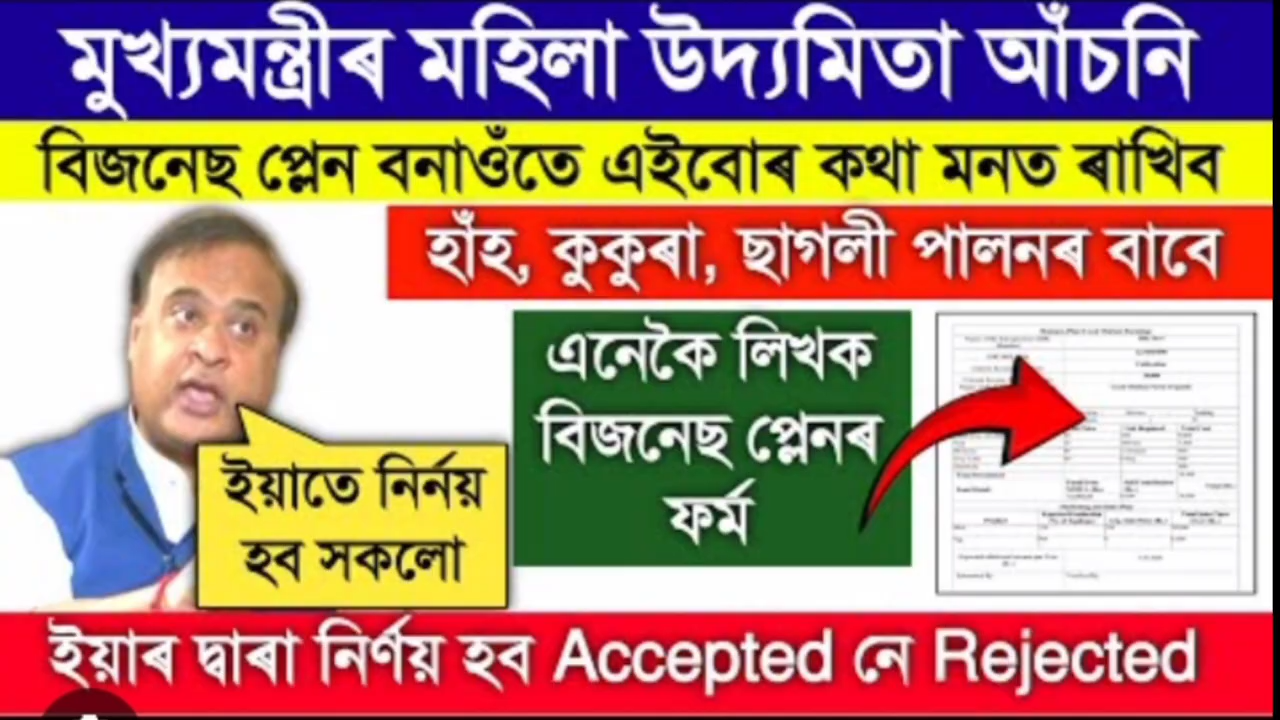 মুখ্যমন্ত্ৰীৰ মহিলা উদ্যমিতা আঁচনি
বিজনেছ প্লেন বনাওঁতে এইবোৰ কথা মনত ৰাখিব
হাঁহ, কুকুৰা, ছাগলী পালনৰ বাবে
এনেকৈ লিখক
বিজনেছ প্লেনৰ
ফৰ্ম
ইয়াতে নিৰ্নয়
হব সকলো
ইয়াৰ দ্বাৰা নিৰ্ণয় হব Accepted নে Rejected